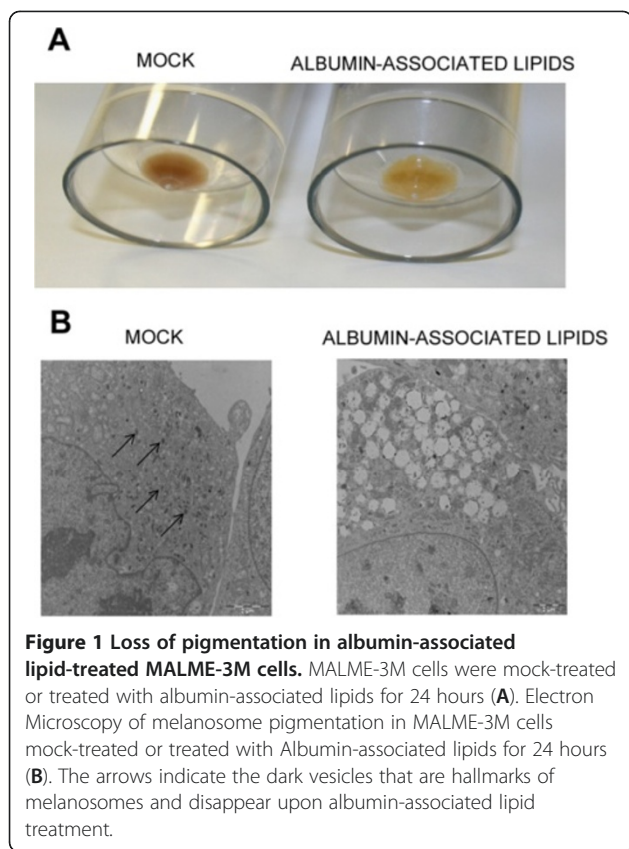 A
MOCK
ALBUMIN-ASSOCIATED LIPIDS
B
MOCK
ALBUMIN-ASSOCIATED LIPIDS
Figure 1 Loss of pigmentation in albumin-associated
lipid-treated MALME-3M cells. MALME-3M cells were mock-treated
or treated with albumin-associated lipids for 24 hours (A). Electron
Microscopy of melanosome pigmentation in MALME-3M cells
mock-treated or treated with Albumin-associated lipids for 24 hours
(B). The arrows indicate the dark vesicles that are hallmarks of
melanosomes and disappear upon albumin-associated lipid
treatment.